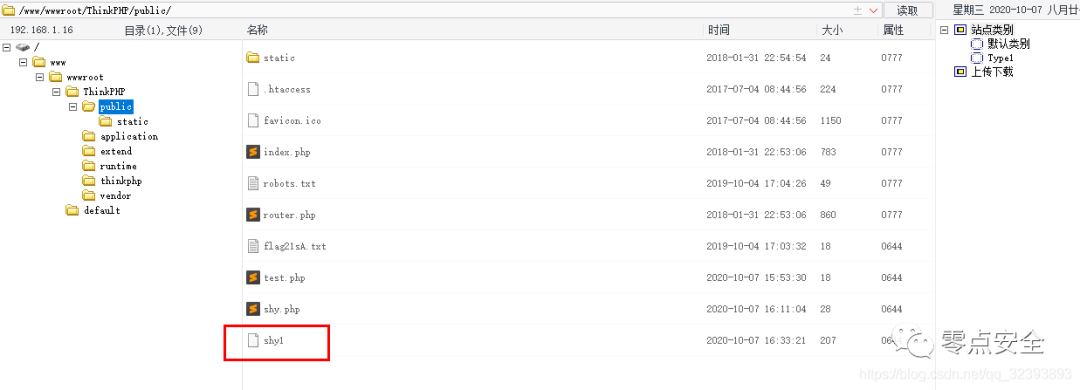 /www/wwwroot/ThinkPHP/public/ 读取 星期三 2020-10-07 八月廿
192.168.1.16 目录(1),文件(9) 名称 时间 大小 属性
/
www
wwwroot
ThinkPHP
public
static
application
extend
runtime
thinkphp
vendor
default
static 2018-01-31 22:54:54 24 0777
.htaccess 2017-07-04 08:44:56 224 0777
favicon.ico 2017-07-04 08:44:56 1150 0777
index.php 2018-01-31 22:53:06 783 0777
robots.txt 2019-10-04 17:04:26 49 0777
router.php 2018-01-31 22:53:06 860 0777
flag21sA.txt 2019-10-04 17:03:32 18 0644
test.php 2020-10-07 15:53:30 18 0644
shy.php 2020-10-07 16:11:04 28 0644
shy1 2020-10-07 16:33:21 207
站点类别
默认类别
Type1
上传下载
零点安全
https://blog.csdn.net/qq_32393893